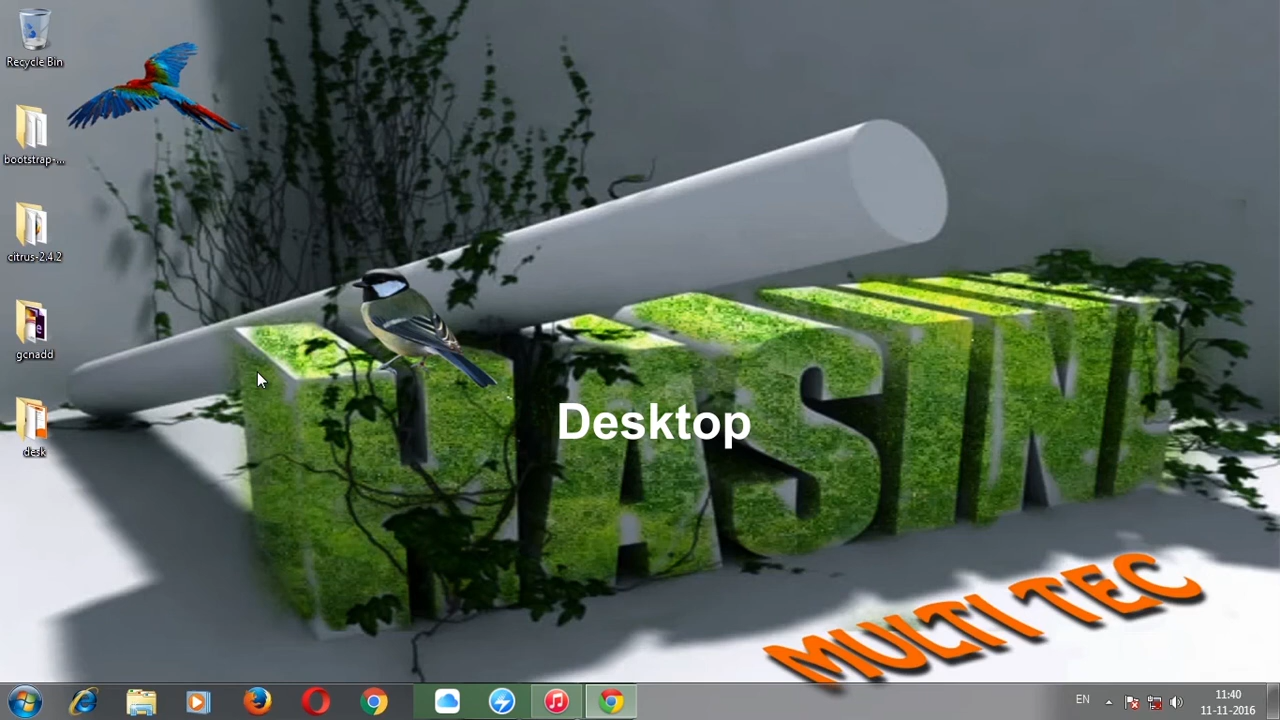 Recycle Bin
bootstrap-...
citrus-2.4.2
gcnadd
desk
Desktop
MULTI TEC
EN
11:40
11-11-2016